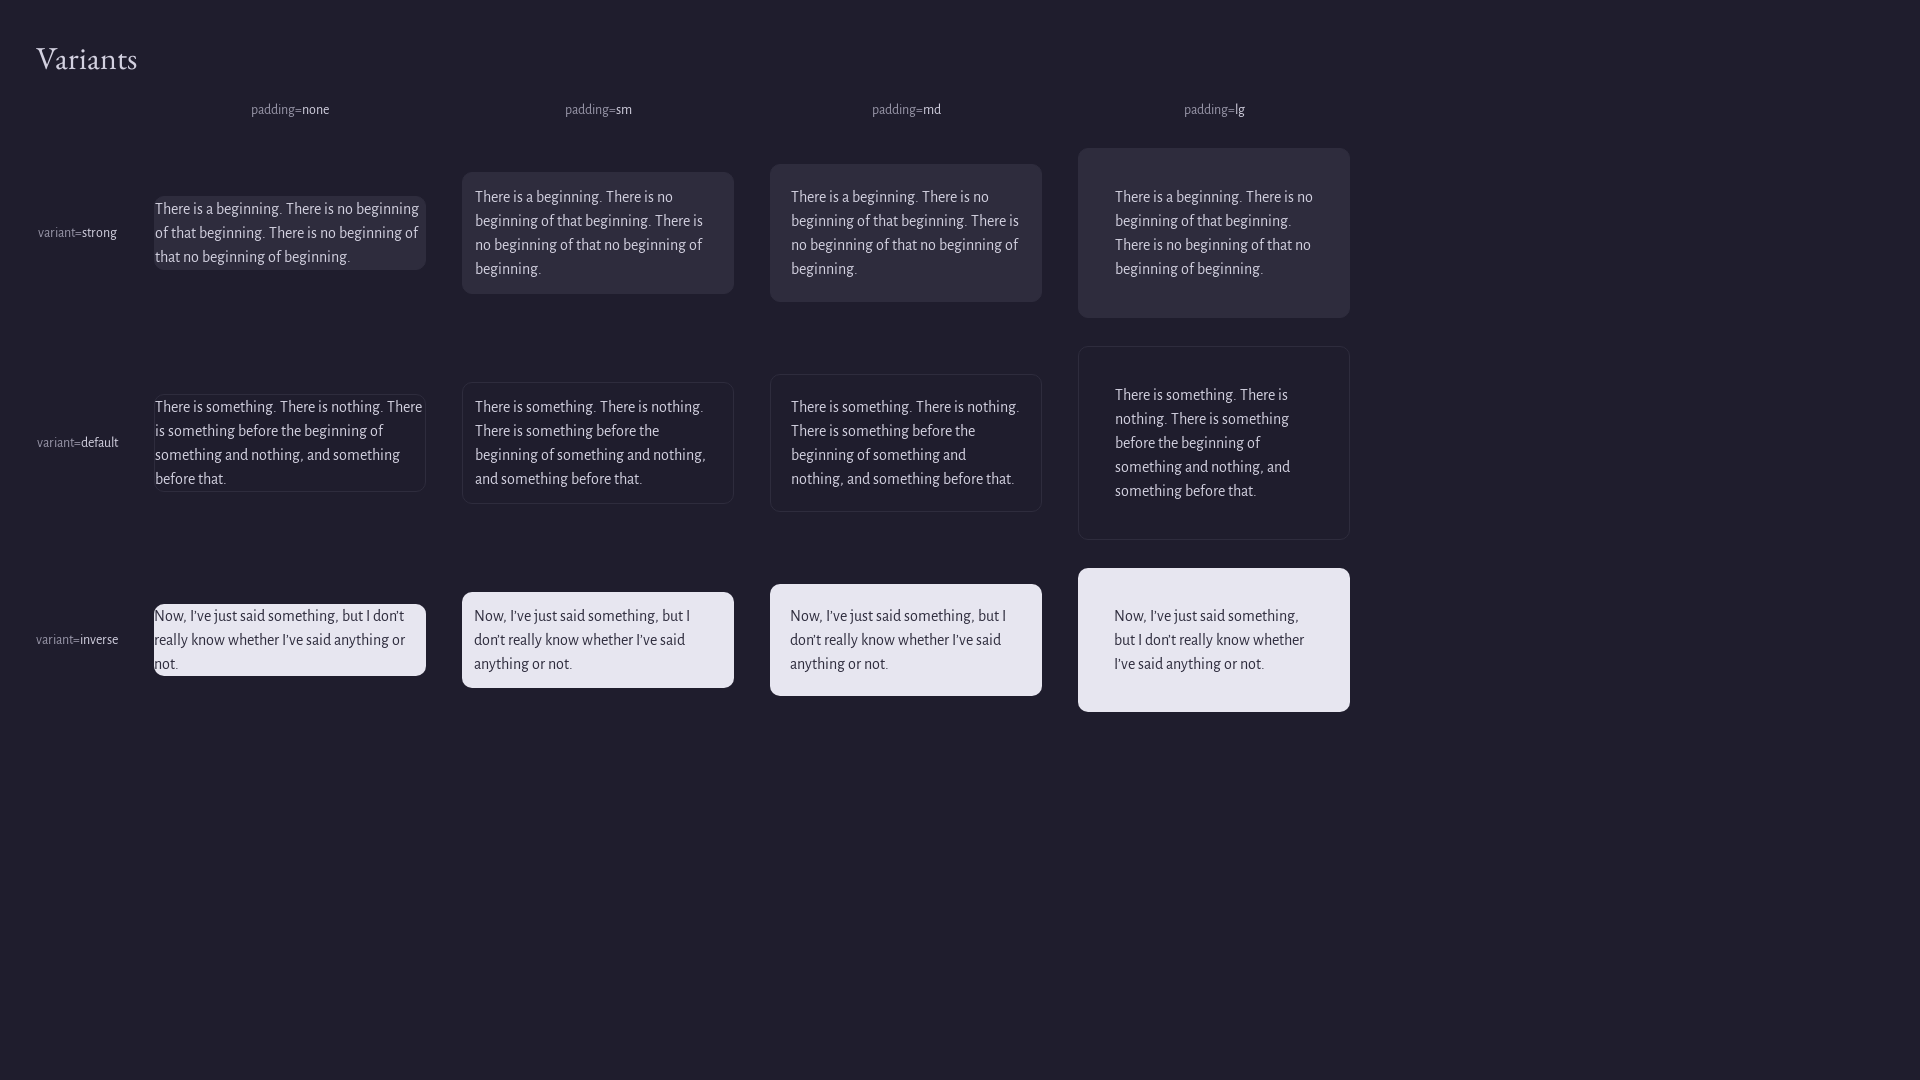 Variants
padding=none
padding=sm
padding=md
padding=lg
variant=strong
There is a beginning. There is no beginning
of that beginning. There is no beginning of
that no beginning of beginning.
There is a beginning. There is no
beginning of that beginning. There is
no beginning of that no beginning of
beginning.
There is a beginning. There is no
beginning of that beginning. There is
no beginning of that no beginning of
beginning.
There is a beginning. There is no
beginning of that beginning.
There is no beginning of that no
beginning of beginning.
variant=default
There is something. There is nothing. There
is something before the beginning of
something and nothing, and something
before that.
There is something. There is nothing.
There is something before the
beginning of something and nothing,
and something before that.
There is something. There is nothing.
There is something before the
beginning of something and
nothing, and something before that.
There is something. There is
nothing. There is something
before the beginning of
something and nothing, and
something before that.
variant=inverse
Now, I've just said something, but I don't
really know whether I've said anything or
not.
Now, I've just said something, but I
don't really know whether I've said
anything or not.
Now, I've just said something, but I
don't really know whether I've said
anything or not.
Now, I've just said something,
but I don't really know whether
I've said anything or not.